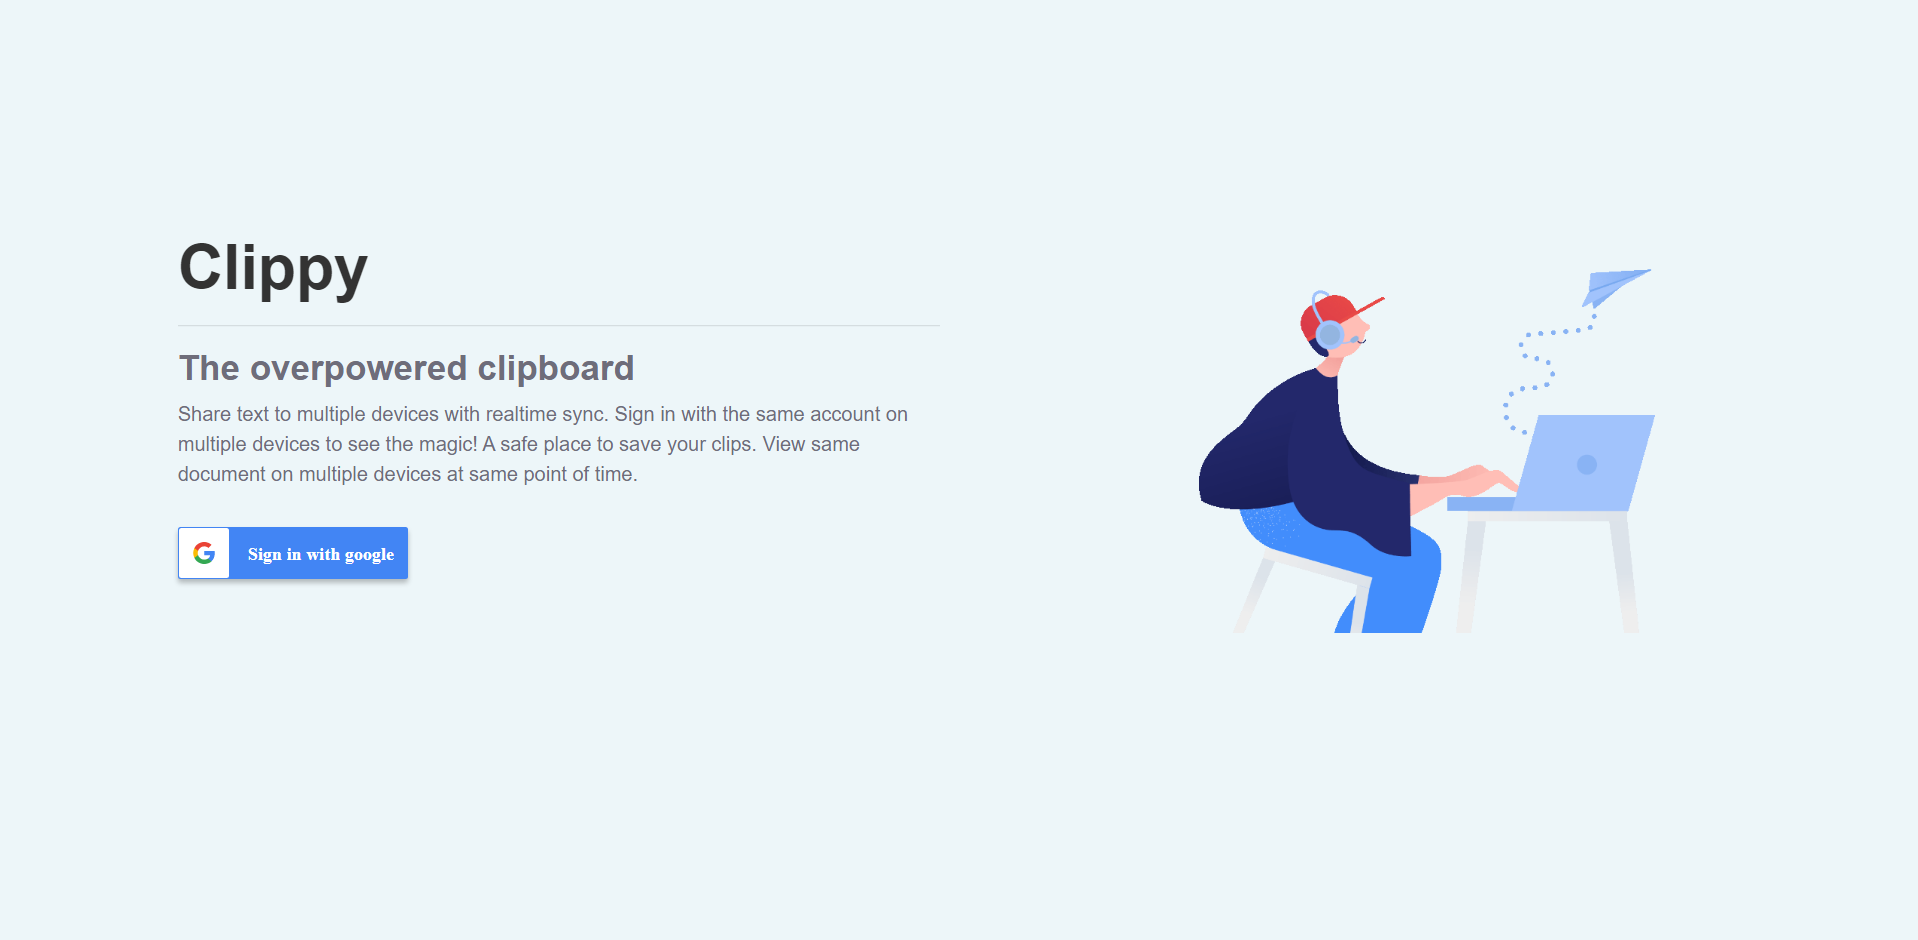 Clippy
The overpowered clipboard
Share text to multiple devices with realtime sync. Sign in with the same account on
multiple devices to see the magic! A safe place to save your clips. View same
document on multiple devices at same point of time.
Sign in with google